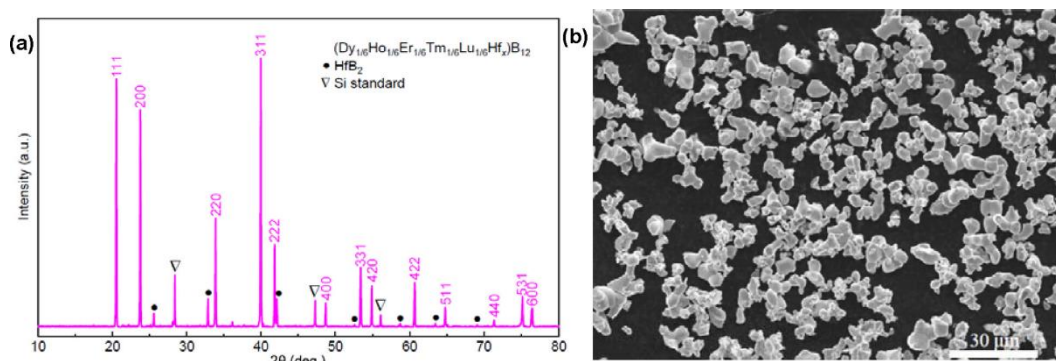 (a)
(b)
(Dy1/6Ho1/6Er1/6Tm1/6Lu1/6Hfx)B12
● HfB2
∇ Si standard
Intensity (a.u.)
111
200
∇
220
311
222
∇
400
331
420
∇
422
511
440
531
600
10 20 30 40 50 60 70 80
2θ (deg.)
30 μm